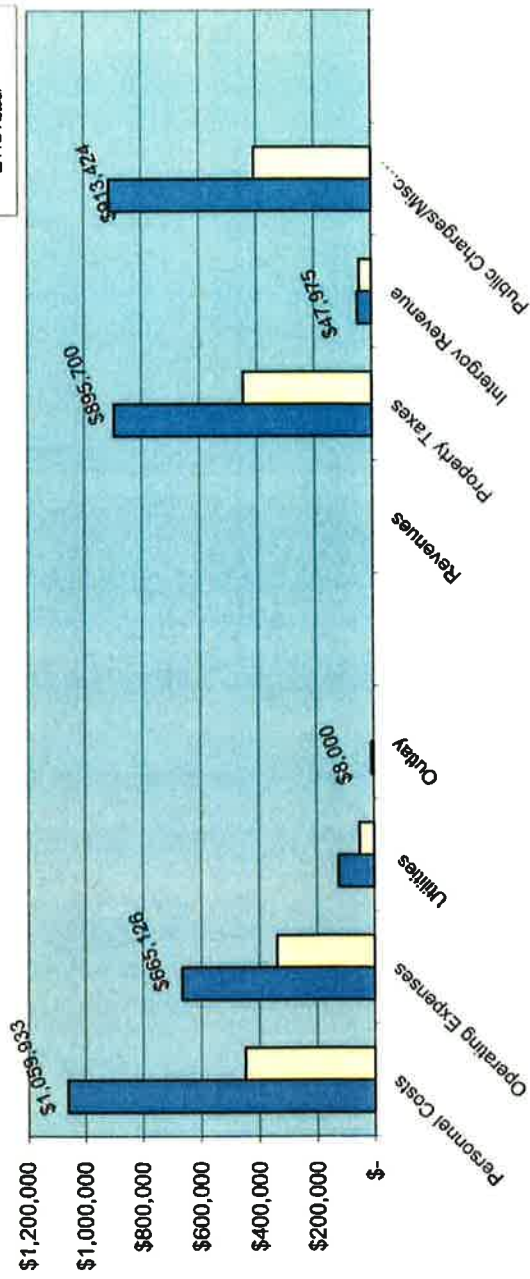 $1,200,000
$1,000,000
$800,000
$600,000
$400,000
$200,000
$-
$1,059,933
$665,126
$8,000
$895,700
$47,975
$913,424
Personnel Costs
Operating Expenses
Utilities
Outlay
Revenues
Property Taxes
Intergov Revenue
Public Charges/Misc....